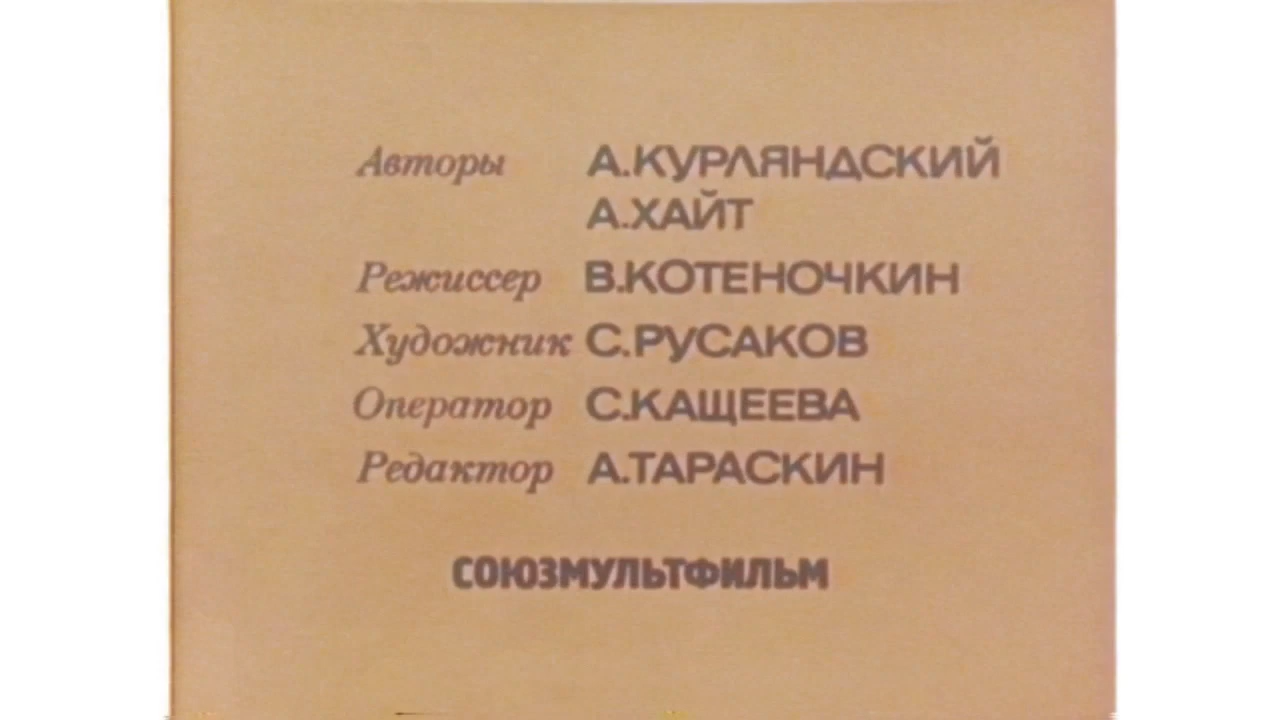 Авторы А.КУРЛЯНДСКИЙ
А.ХАЙТ
Режиссер В.КОТЕНОЧКИН
Художник С.РУСАКОВ
Оператор С.КАЩЕЕВА
Редактор А.ТАРАСКИН
СОЮЗМУЛЬТФИЛЬМ